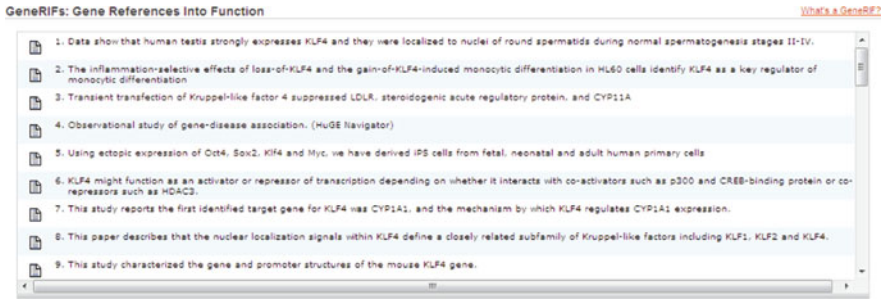 GeneRIFs: Gene References Into Function
What's a GeneRIF?
1. Data show that human testis strongly expresses KLF4 and they were localized to nuclei of round spermatids during normal spermatogenesis stages II-IV.
2. The inflammation-selective effects of loss-of-KLF4 and the gain-of-KLF4-induced monocytic differentiation in HL60 cells identify KLF4 as a key regulator of
monocytic differentiation
3. Transient transfection of Kruppel-like factor 4 suppressed LDLR, steroidogenic acute regulatory protein, and CYP11A
4. Observational study of gene-disease association. (HuGE Navigator)
5. Using ectopic expression of Oct4, Sox2, Klf4 and Myc, we have derived iPS cells from fetal, neonatal and adult human primary cells
6. KLF4 might function as an activator or repressor of transcription depending on whether it interacts with co-activators such as p300 and CREB-binding protein or co-
repressors such as HDAC3.
7. This study reports the first identified target gene for KLF4 was CYP1A1, and the mechanism by which KLF4 regulates CYP1A1 expression.
8. This paper describes that the nuclear localization signals within KLF4 define a closely related subfamily of Kruppel-like factors including KLF1, KLF2 and KLF4.
9. This study characterized the gene and promoter structures of the mouse KLF4 gene.